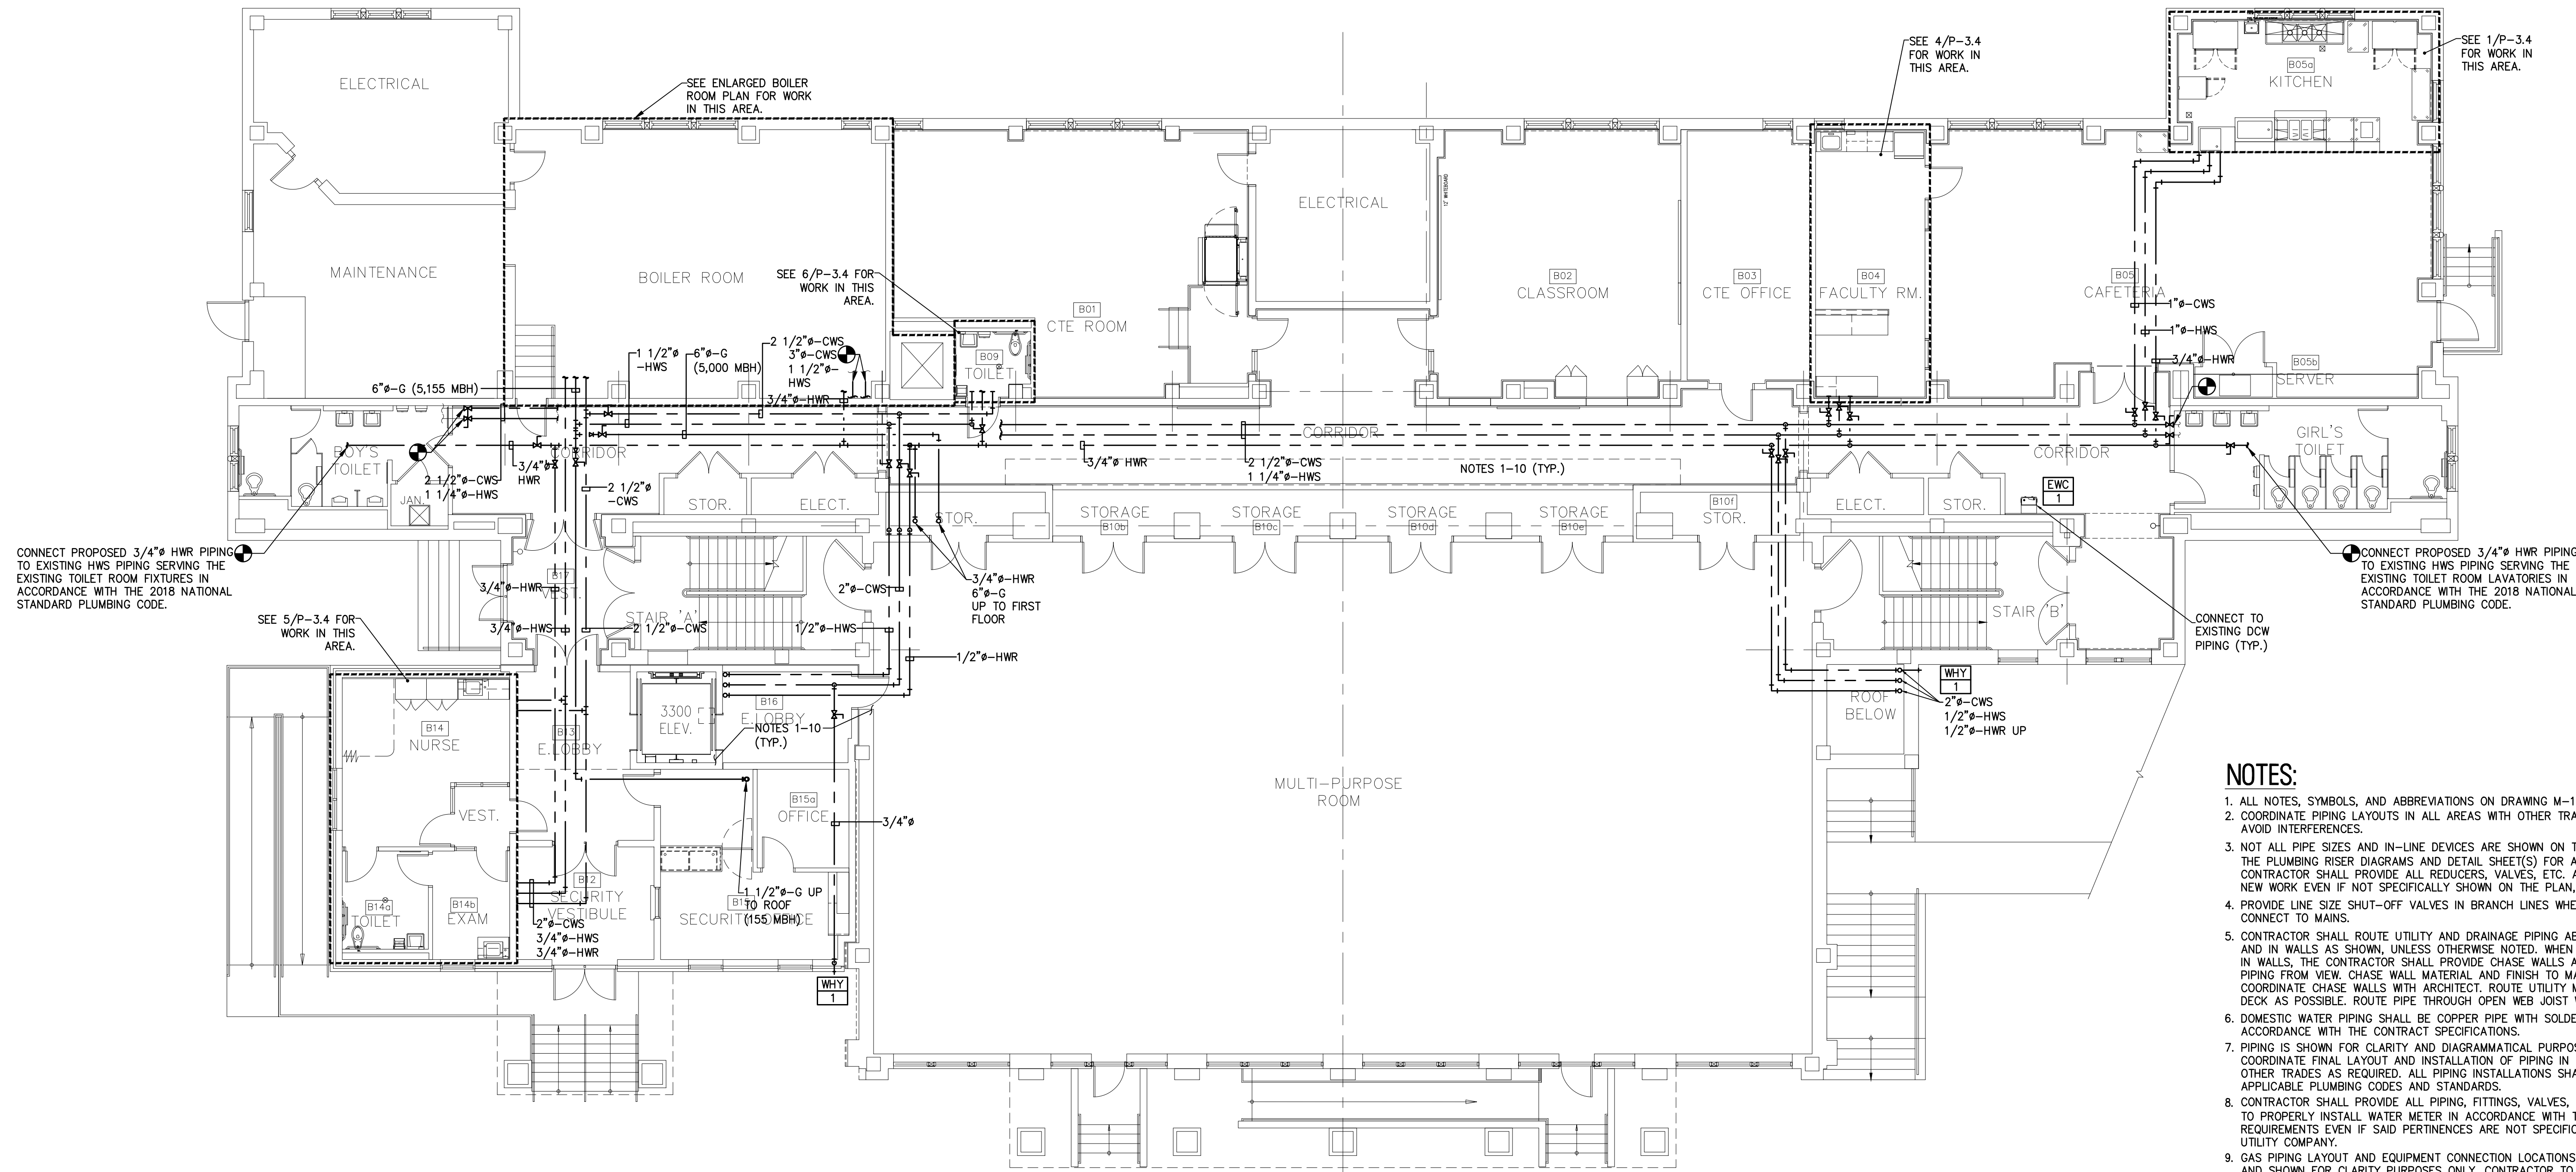 ELECTRICAL
SEE ENLARGED BOILER
ROOM PLAN FOR WORK
IN THIS AREA.
SEE 4/P-3.4
FOR WORK IN
THIS AREA.
B05a
KITCHEN
SEE 1/P-3.4
FOR WORK IN
THIS AREA.
MAINTENANCE
BOILER ROOM
SEE 6/P-3.4 FOR
WORK IN THIS
AREA.
B01
CTE ROOM
ELECTRICAL
12' WHITEBOARD
B02
CLASSROOM
B03
CTE OFFICE
B04
FACULTY RM.
B05
CAFETERIA
1"ø-CWS
1"ø-HWS
3/4"ø-HWR
B05b
SERVER
6"ø-G (5,155 MBH)
1 1/2"ø
-HWS
6"ø-G
(5,000 MBH)
2 1/2"ø-CWS
3"ø-CWS
1 1/2"ø-
HWS
3/4"ø-HWR
B09
TOILET
BOY'S
TOILET
JAN.
2 1/2"ø-CWS
1 1/4"ø-HWS
3/4"ø
HWR
CORRIDOR
2 1/2"ø
-CWS
STOR.
ELECT.
STOR.
3/4"ø HWR
CORRIDOR
2 1/2"ø-CWS
1 1/4"ø-HWS
NOTES 1-10 (TYP.)
STORAGE
B10b
STORAGE
B10c
STORAGE
B10d
STORAGE
B10e
B10f
STOR.
ELECT.
STOR.
CORRIDOR
EWC
1
GIRL'S
TOILET
CONNECT PROPOSED 3/4"ø HWR PIPING
TO EXISTING HWS PIPING SERVING THE
EXISTING TOILET ROOM FIXTURES IN
ACCORDANCE WITH THE 2018 NATIONAL
STANDARD PLUMBING CODE.
CONNECT PROPOSED 3/4"ø HWR PIPING
TO EXISTING HWS PIPING SERVING THE
EXISTING TOILET ROOM LAVATORIES IN
ACCORDANCE WITH THE 2018 NATIONAL
STANDARD PLUMBING CODE.
SEE 5/P-3.4 FOR
WORK IN THIS
AREA.
B17
VEST.
3/4"ø-HWR
3/4"ø-HWS
2 1/2"ø-CWS
STAIR 'A'
2"ø-CWS
1/2"ø-HWS
1/2"ø-HWR
3/4"ø-HWR
6"ø-G
UP TO FIRST
FLOOR
STAIR 'B'
CONNECT TO
EXISTING DCW
PIPING (TYP.)
WHY
1
ROOF
BELOW
2"ø-CWS
1/2"ø-HWS
1/2"ø-HWR UP
B14
NURSE
VEST.
B13
E.LOBBY
3300
ELEV.
B16
E.LOBBY
NOTES 1-10
(TYP.)
B15a
OFFICE
3/4"ø
MULTI-PURPOSE
ROOM
B14a
TOILET
B14b
EXAM
B12
SECURITY
VESTIBULE
2"ø-CWS
3/4"ø-HWS
3/4"ø-HWR
1 1/2"ø-G UP
TO ROOF
(155 MBH)
B15
SECURITY OFFICE
WHY
1
NOTES:
1. ALL NOTES, SYMBOLS, AND ABBREVIATIONS ON DRAWING M-1
2. COORDINATE PIPING LAYOUTS IN ALL AREAS WITH OTHER
AVOID INTERFERENCES.
3. NOT ALL PIPE SIZES AND IN-LINE DEVICES ARE SHOWN ON
THE PLUMBING RISER DIAGRAMS AND DETAIL SHEET(S) FOR
CONTRACTOR SHALL PROVIDE ALL REDUCERS, VALVES, ETC.
NEW WORK EVEN IF NOT SPECIFICALLY SHOWN ON THE PLAN,
4. PROVIDE LINE SIZE SHUT-OFF VALVES IN BRANCH LINES
CONNECT TO MAINS.
5. CONTRACTOR SHALL ROUTE UTILITY AND DRAINAGE PIPING
AND IN WALLS AS SHOWN, UNLESS OTHERWISE NOTED. WHEN
IN WALLS, THE CONTRACTOR SHALL PROVIDE CHASE WALLS
PIPING FROM VIEW. CHASE WALL MATERIAL AND FINISH TO
COORDINATE CHASE WALLS WITH ARCHITECT. ROUTE UTILITY
DECK AS POSSIBLE. ROUTE PIPE THROUGH OPEN WEB JOIST
6. DOMESTIC WATER PIPING SHALL BE COPPER PIPE WITH
ACCORDANCE WITH THE CONTRACT SPECIFICATIONS.
7. PIPING IS SHOWN FOR CLARITY AND DIAGRAMMATICAL
COORDINATE FINAL LAYOUT AND INSTALLATION OF PIPING IN
OTHER TRADES AS REQUIRED. ALL PIPING INSTALLATIONS
APPLICABLE PLUMBING CODES AND STANDARDS.
8. CONTRACTOR SHALL PROVIDE ALL PIPING, FITTINGS, VALVES,
TO PROPERLY INSTALL WATER METER IN ACCORDANCE WITH
REQUIREMENTS EVEN IF SAID PERTINENCES ARE NOT
UTILITY COMPANY.
9. GAS PIPING LAYOUT AND EQUIPMENT CONNECTION LOCATIONS
AND SHOWN FOR CLARITY PURPOSES ONLY. CONTRACTOR TO